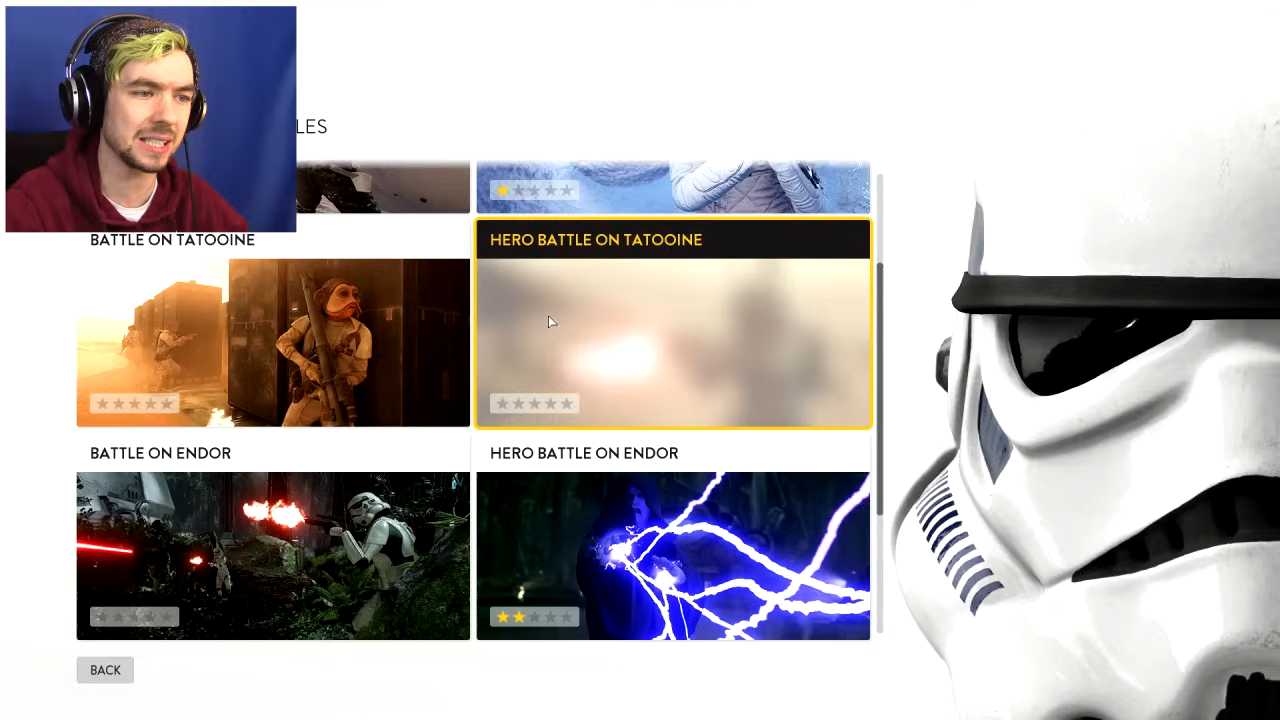 LES
BATTLE ON TATOOINE
HERO BATTLE ON TATOOINE
BATTLE ON ENDOR
HERO BATTLE ON ENDOR
BACK